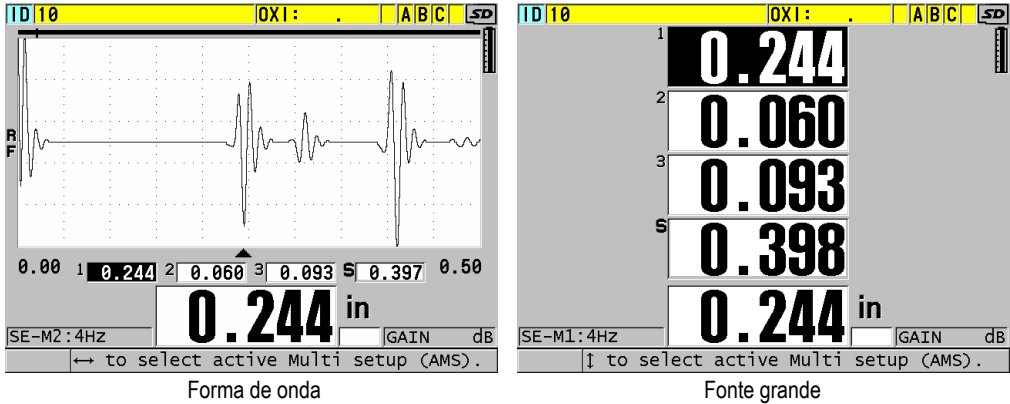 ID 10 OXI: . A B C SD
R
F
0.00 1 0.244 2 0.060 3 0.093 S 0.397 0.50
0.244 in
SE-M2:4Hz GAIN dB
↔ to select active Multi setup (AMS).
Forma de onda
ID 10 OXI: . A B C SD
1 0.244
2 0.060
3 0.093
S 0.398
0.244 in
SE-M1:4Hz GAIN dB
↕ to select active Multi setup (AMS).
Fonte grande